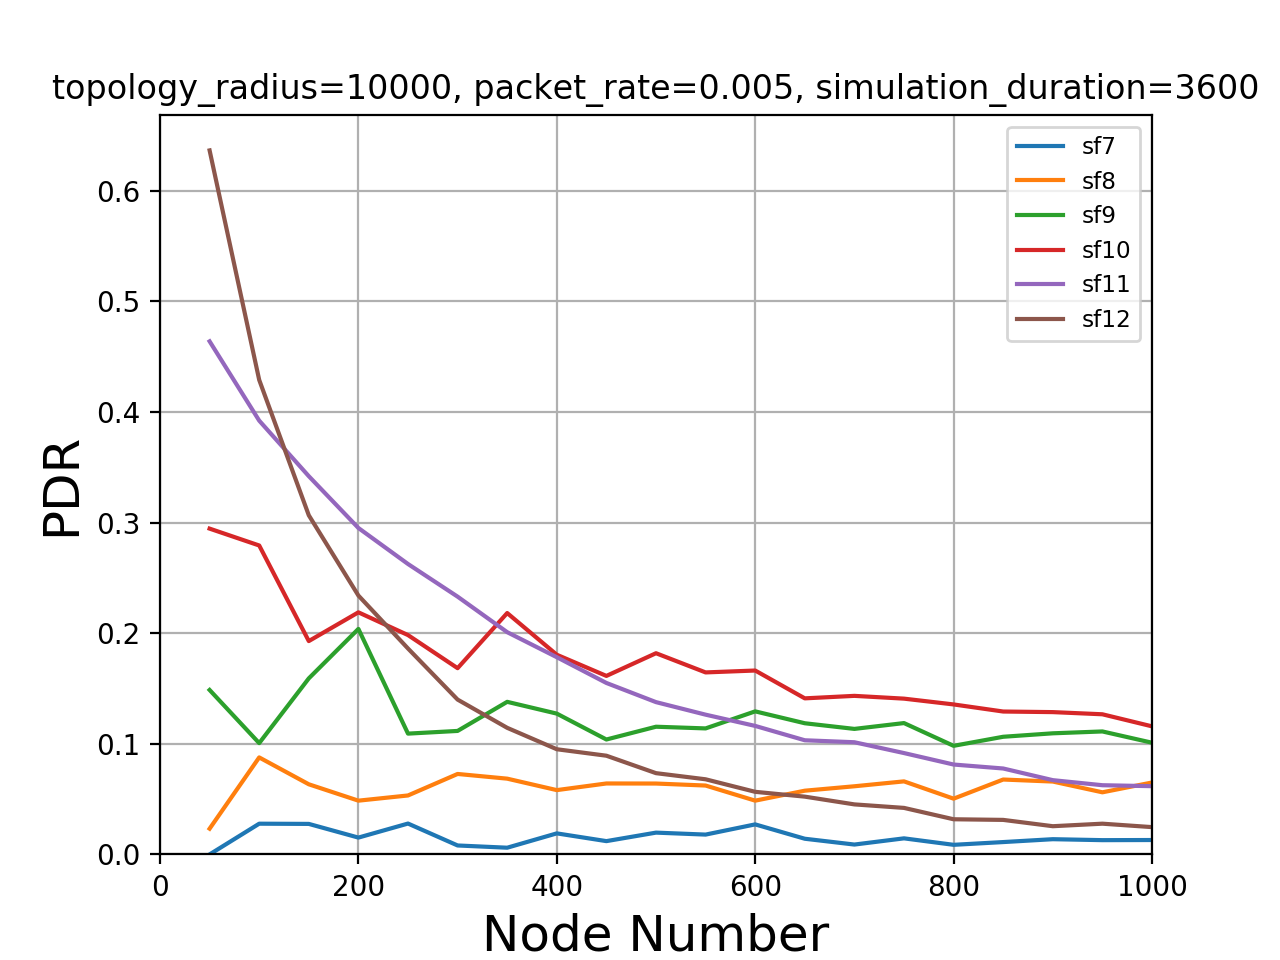 topology_radius=10000, packet_rate=0.005, simulation_duration=3600
sf7
sf8
sf9
sf10
sf11
sf12
PDR
0.6
0.5
0.4
0.3
0.2
0.1
0.0
0 200 400 600 800 1000
Node Number